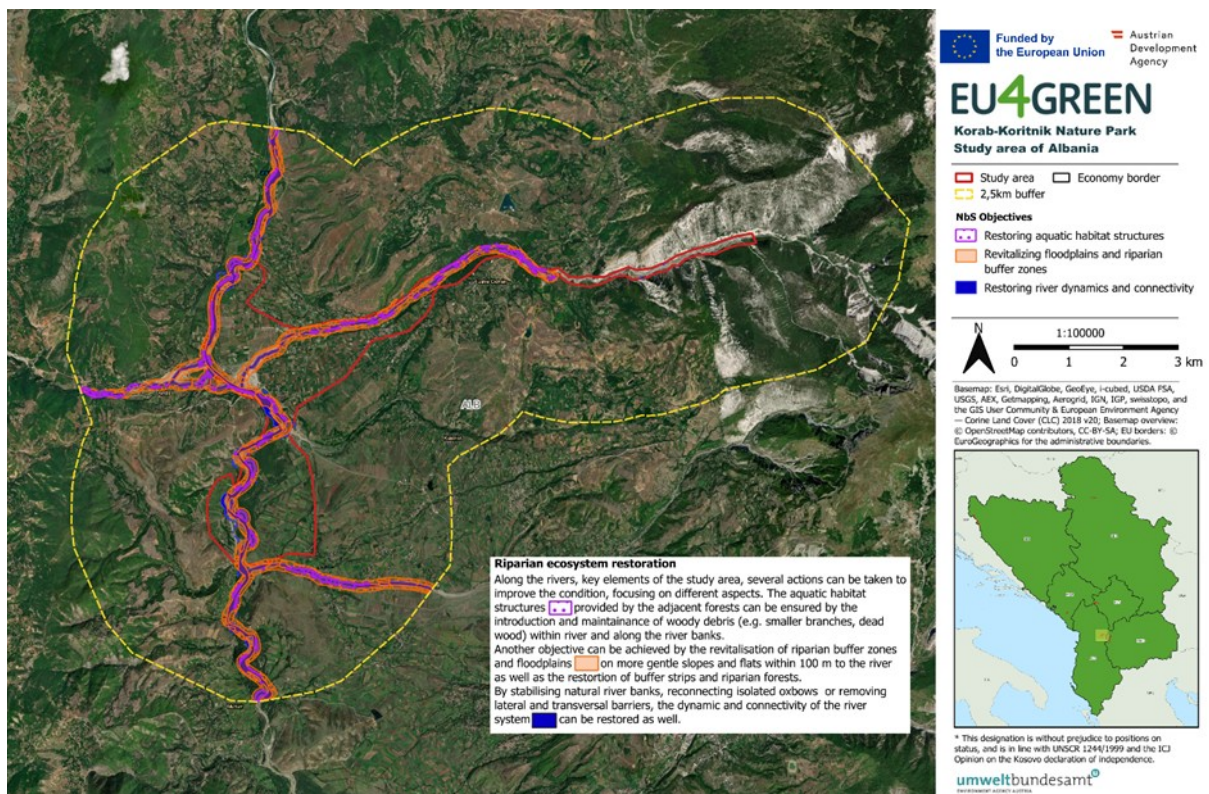 Funded by
the European Union
Austrian
Development
Agency
EU4GREEN
Korab-Koritnik Nature Park
Study area of Albania
Study area
Economy border
2,5km buffer
NbS Objectives
Restoring aquatic habitat structures
Revitalizing floodplains and riparian
buffer zones
Restoring river dynamics and connectivity
N
1:100000
0 1 2 3 km
Basemap: Esri, DigitalGlobe, GeoEye, i-cubed, USDA FSA,
USGS, AEX, Getmapping, Aerogrid, IGN, IGP, swisstopo, and
the GIS User Community & European Environment Agency
— Corine Land Cover (CLC) 2018 v20; Basemap overview:
© OpenStreetMap contributors, CC-BY-SA; EU borders: ©
EuroGeographics for the administrative boundaries.
ALB
Riparian ecosystem restoration
Along the rivers, key elements of the study area, several actions can be taken to
improve the condition, focusing on different aspects. The aquatic habitat
structures provided by the adjacent forests can be ensured by the
introduction and maintainance of woody debris (e.g. smaller branches, dead
wood) within river and along the river banks.
Another objective can be achieved by the revitalisation of riparian buffer zones
and floodplains on more gentle slopes and flats within 100 m to the river
as well as the restortion of buffer strips and riparian forests.
By stabilising natural river banks, reconnecting isolated oxbows or removing
lateral and transversal barriers, the dynamic and connectivity of the river
system can be restored as well.
* This designation is without prejudice to positions on
status, and is in line with UNSCR 1244/1999 and the ICJ
Opinion on the Kosovo declaration of independence.
umweltbundesamt
ENVIRONMENT AGENCY AUSTRIA